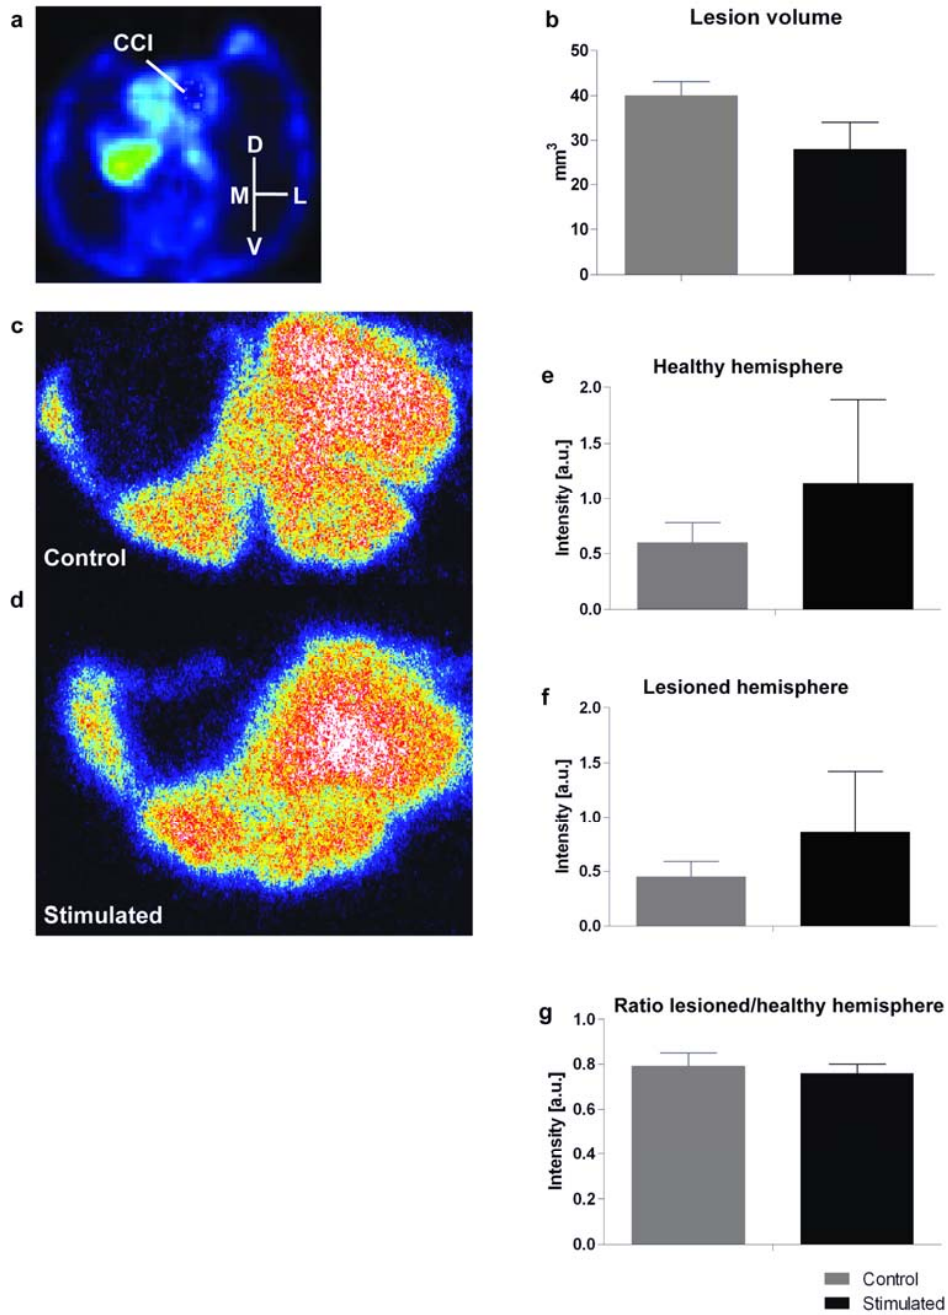 a
CCI
D
M
L
V
b
Lesion volume
mm³
50
40
30
20
10
0
c
Control
d
Stimulated
e
Healthy hemisphere
Intensity [a.u.]
2.0
1.5
1.0
0.5
0.0
f
Lesioned hemisphere
Intensity [a.u.]
2.0
1.5
1.0
0.5
0.0
g
Ratio lesioned/healthy hemisphere
Intensity [a.u.]
1.0
0.8
0.6
0.4
0.2
0.0
Control
Stimulated